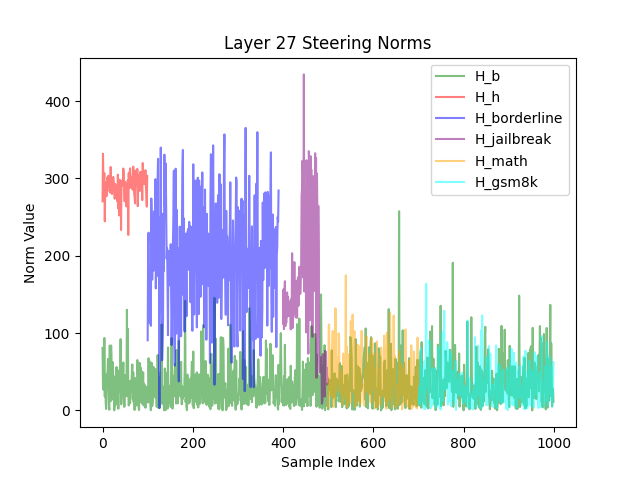 Layer 27 Steering Norms
H_b
H_h
H_borderline
H_jailbreak
H_math
H_gsm8k
Norm Value
400
300
200
100
0
0
200
400
600
800
1000
Sample Index